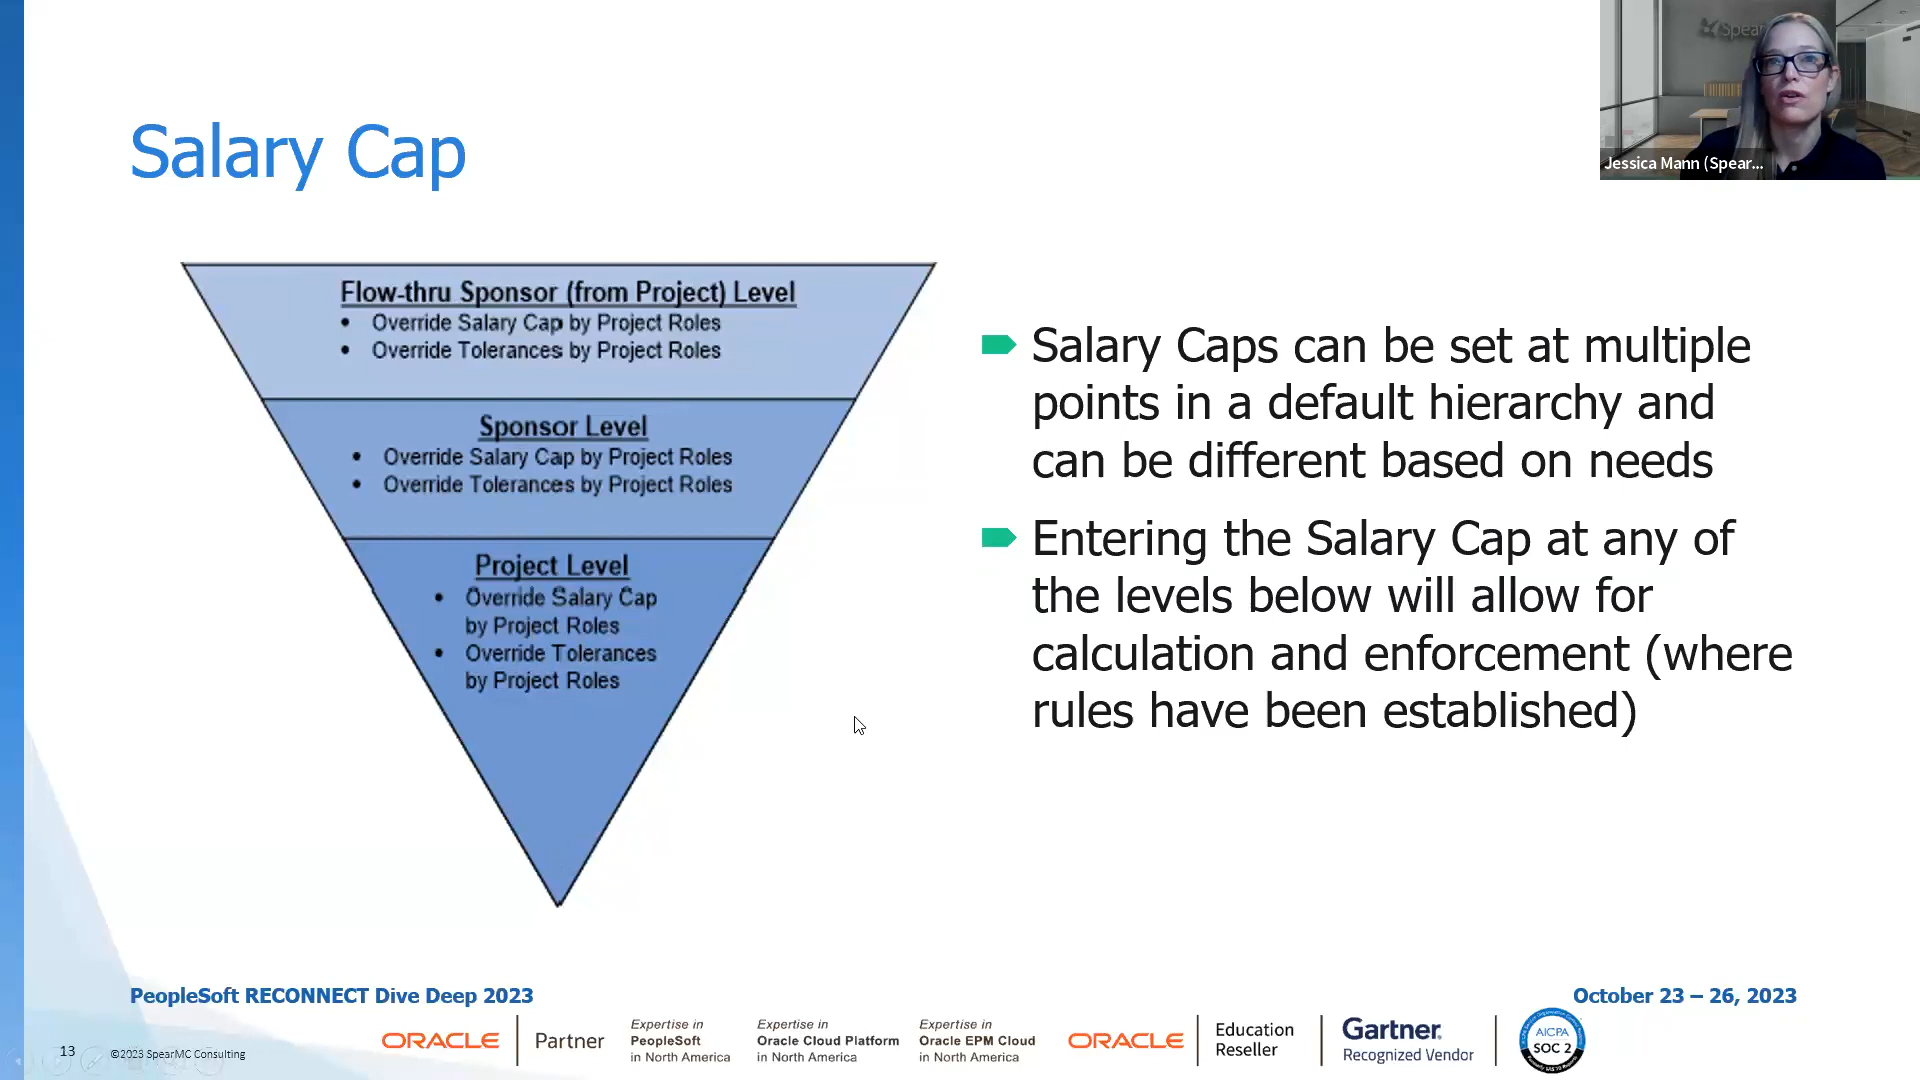 Spear
Jessica Mann (Spear...
Salary Cap
Flow-thru Sponsor (from Project) Level
• Override Salary Cap by Project Roles
• Override Tolerances by Project Roles
Sponsor Level
• Override Salary Cap by Project Roles
• Override Tolerances by Project Roles
Project Level
• Override Salary Cap
by Project Roles
• Override Tolerances
by Project Roles
Salary Caps can be set at multiple
points in a default hierarchy and
can be different based on needs
Entering the Salary Cap at any of
the levels below will allow for
calculation and enforcement (where
rules have been established)
PeopleSoft RECONNECT Dive Deep 2023
October 23 – 26, 2023
13
©2023 SpearMC Consulting
ORACLE
Partner
Expertise in
PeopleSoft
in North America
Expertise in
Oracle Cloud Platform
in North America
Expertise in
Oracle EPM Cloud
in North America
ORACLE
Education
Reseller
Gartner.
Recognized Vendor
AICPA
SOC 2